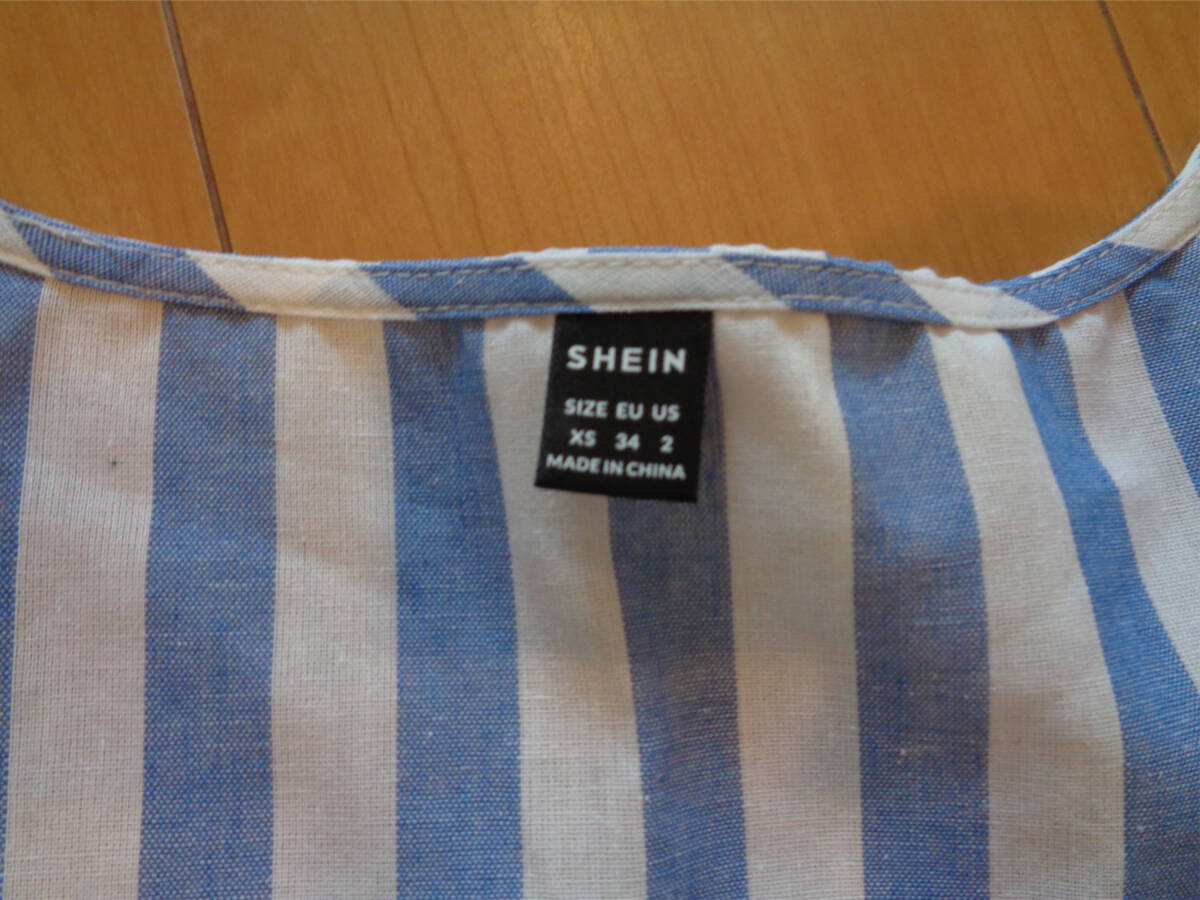 SHEIN
SIZE EU US
XS 34 2
MADE IN CHINA